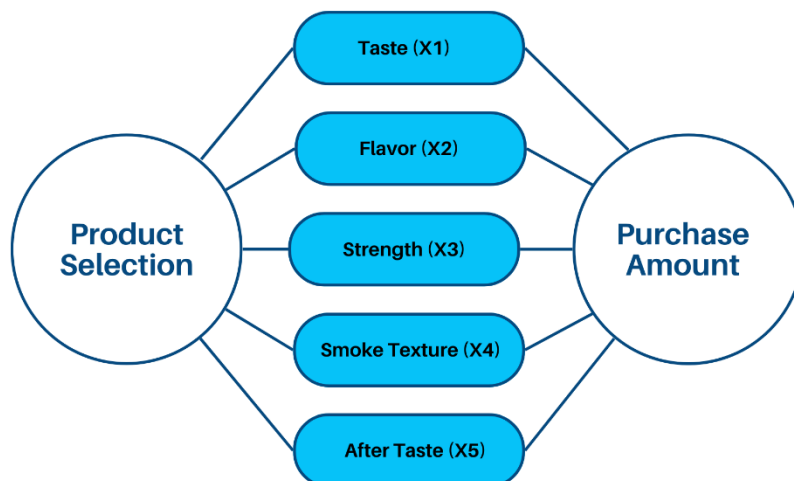 Taste (X1)
Flavor (X2)
Product
Selection
Strength (X3)
Purchase
Amount
Smoke Texture (X4)
After Taste (X5)